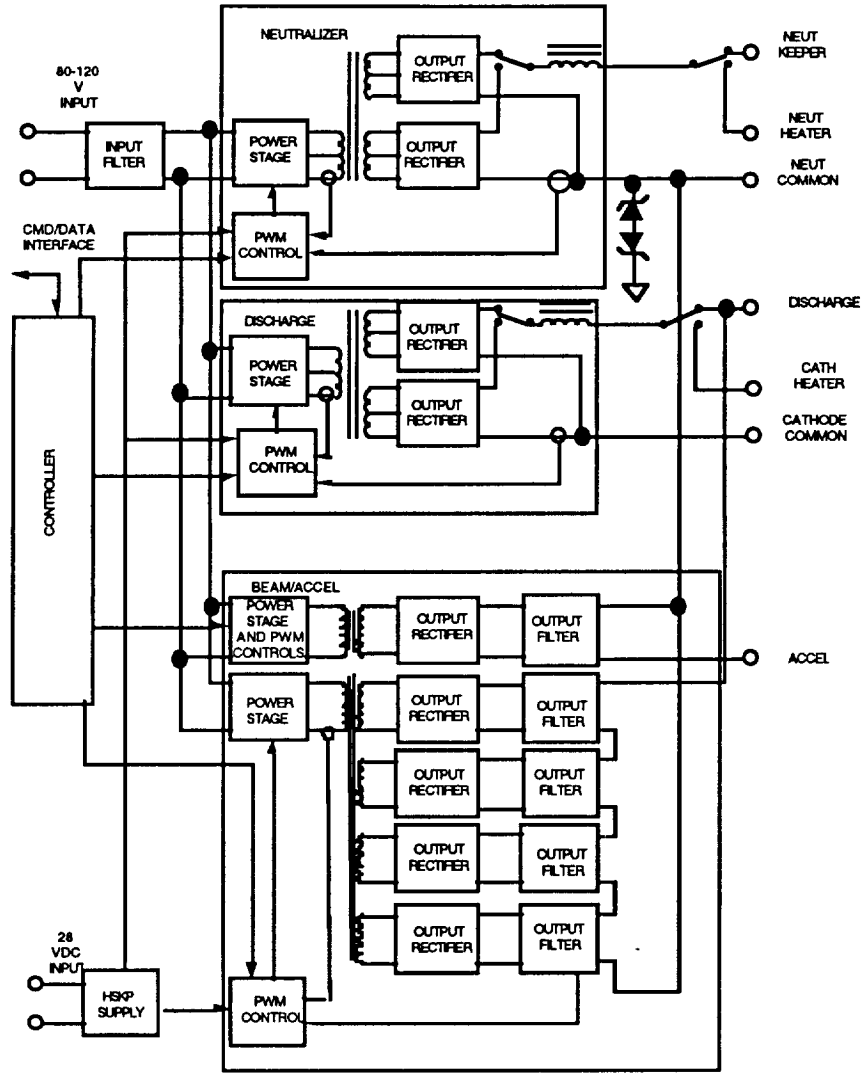 NEUTRALIZER
OUTPUT
RECTIFIER
NEUT
KEEPER
80-120
V
INPUT
INPUT
FILTER
POWER
STAGE
OUTPUT
RECTIFIER
NEUT
HEATER
NEUT
COMMON
CMD/DATA
INTERFACE
PWM
CONTROL
DISCHARGE
OUTPUT
RECTIFIER
DISCHARGE
POWER
STAGE
OUTPUT
RECTIFIER
CATH
HEATER
CATHODE
COMMON
PWM
CONTROL
CONTROLLER
BEAM/ACCEL
POWER
STAGE
AND PWM
CONTROLS
OUTPUT
RECTIFIER
OUTPUT
FILTER
ACCEL
POWER
STAGE
OUTPUT
RECTIFIER
OUTPUT
FILTER
OUTPUT
RECTIFIER
OUTPUT
FILTER
OUTPUT
RECTIFIER
OUTPUT
FILTER
OUTPUT
RECTIFIER
OUTPUT
FILTER
28
VDC
INPUT
HSKP
SUPPLY
PWM
CONTROL